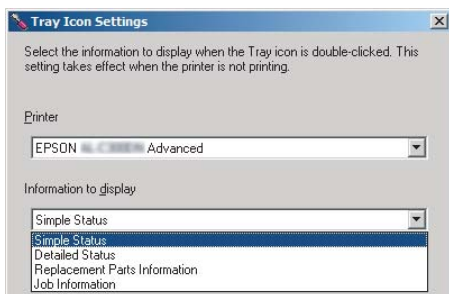 Tray Icon Settings
Select the information to display when the Tray icon is double-clicked. This
setting takes effect when the printer is not printing.
Printer
EPSON Advanced
Information to display
Simple Status
Simple Status
Detailed Status
Replacement Parts Information
Job Information